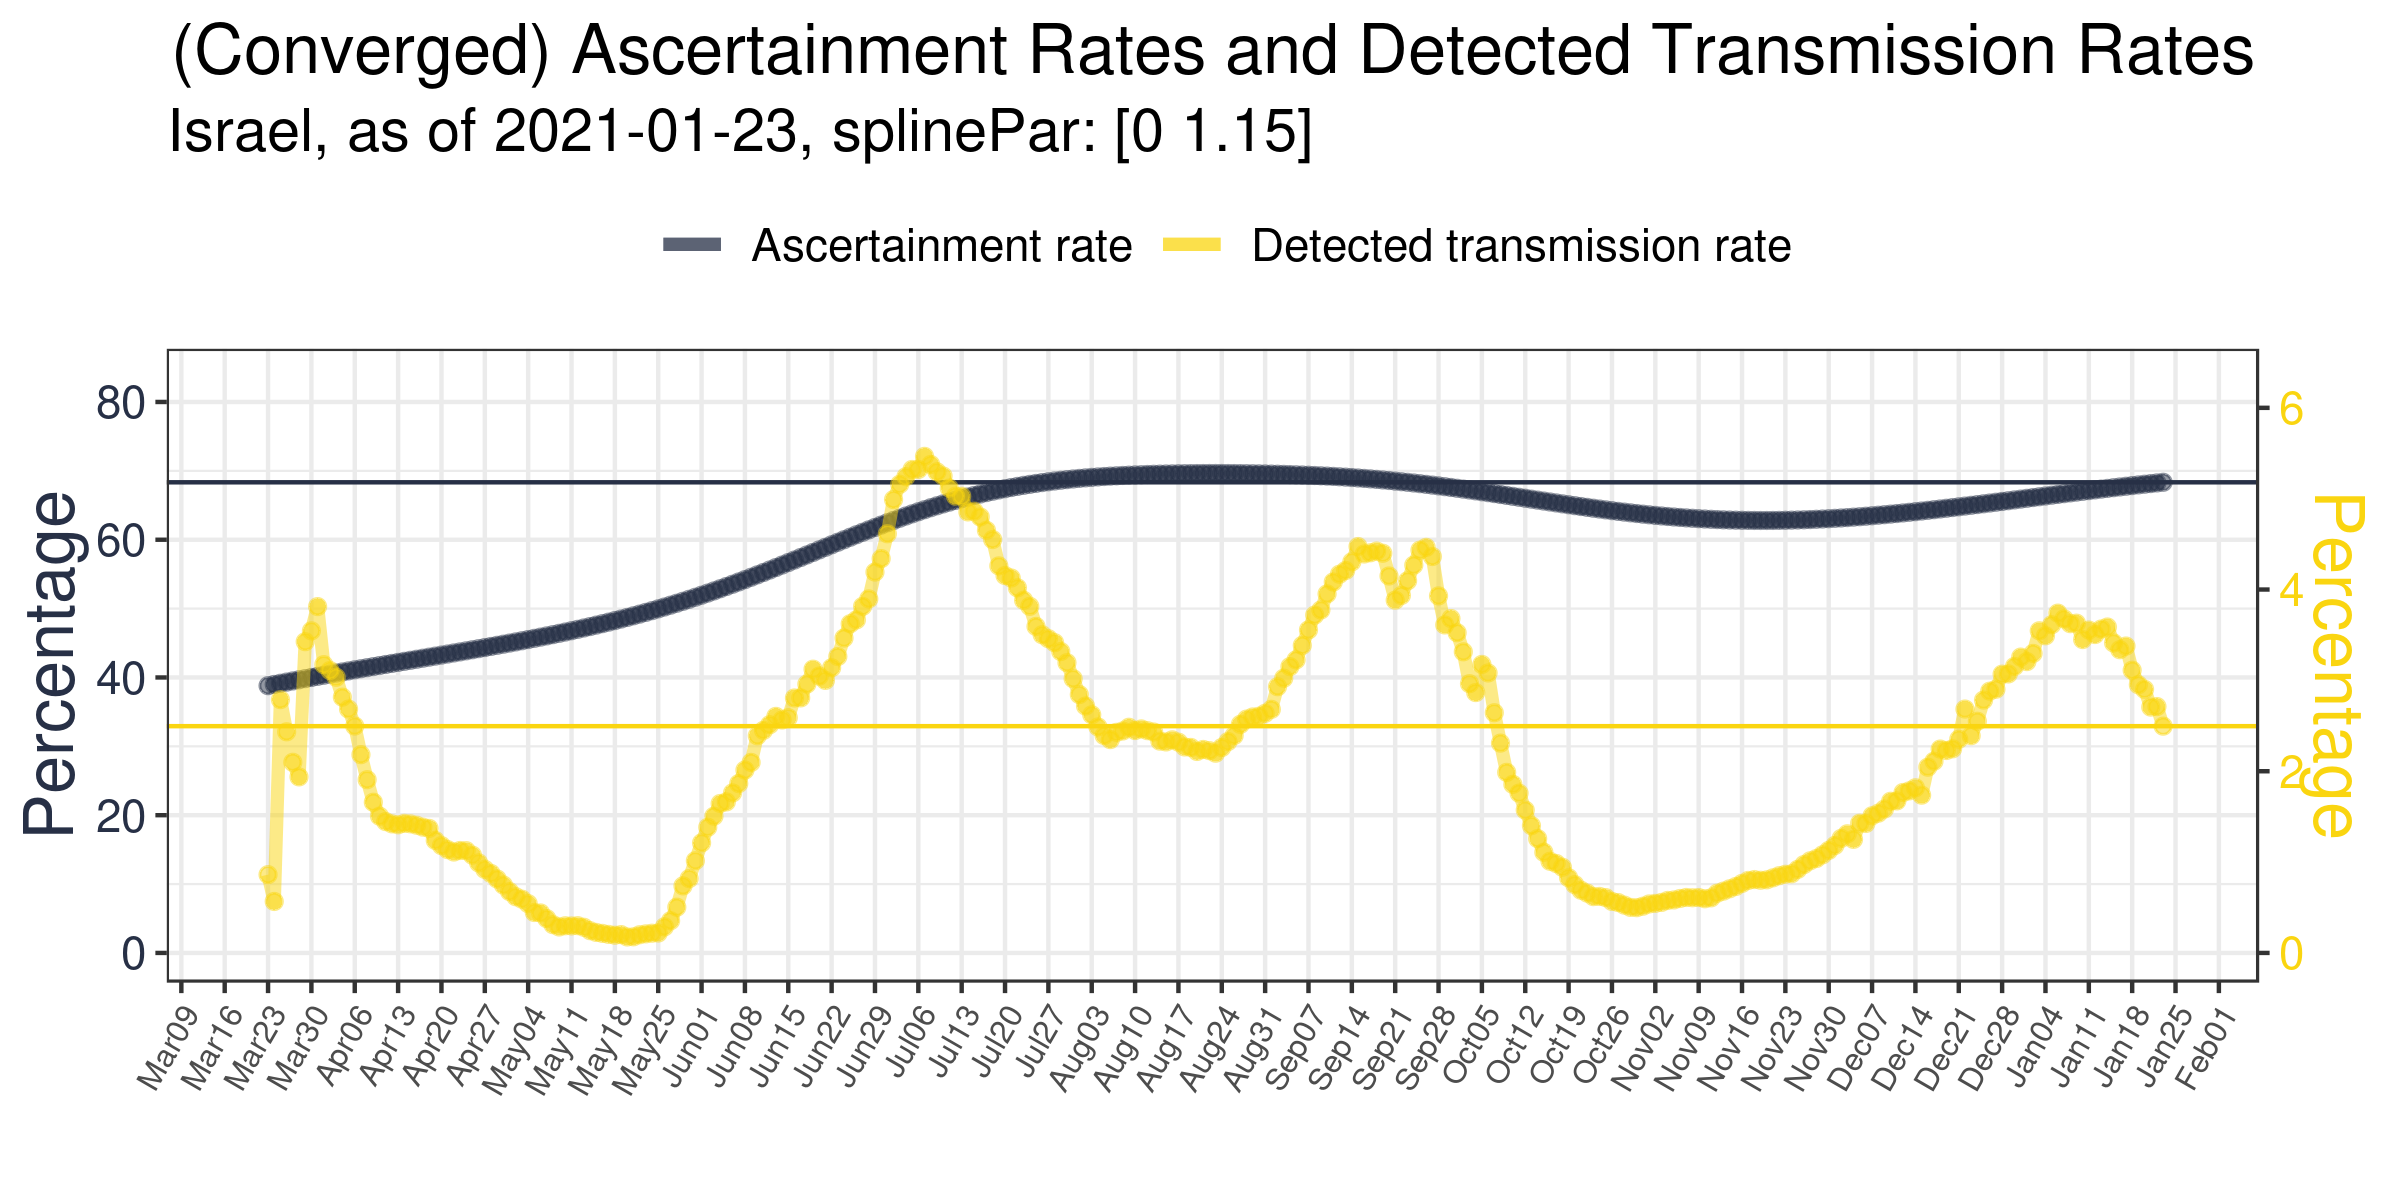 (Converged) Ascertainment Rates and Detected Transmission Rates
Israel, as of 2021-01-23, splinePar: [0 1.15]
Ascertainment rate Detected transmission rate
Percentage
80
60
40
20
0
6
4
2
0
Percentage
Mar09 Mar16 Mar23 Mar30 Apr06 Apr13 Apr20 Apr27 May04 May11 May18 May25 Jun01 Jun08 Jun15 Jun22 Jun29 Jul06 Jul13 Jul20 Jul27 Aug03 Aug10 Aug17 Aug24 Aug31 Sep07 Sep14 Sep21 Sep28 Oct05 Oct12 Oct19 Oct26 Nov02 Nov09 Nov16 Nov23 Nov30 Dec07 Dec14 Dec21 Dec28 Jan04 Jan11 Jan18 Jan25 Feb01